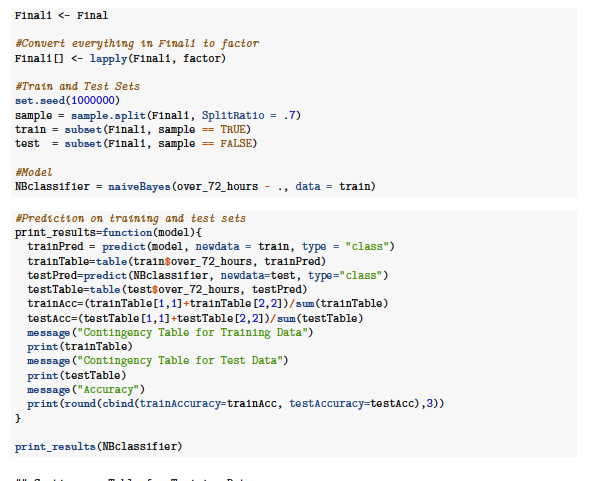 Final1 <- Final
#Convert everything in Final1 to factor
Final1[] <- lapply(Final1, factor)
#Train and Test Sets
set.seed(1000000)
sample = sample.split(Final1, SplitRatio = .7)
train = subset(Final1, sample == TRUE)
test  = subset(Final1, sample == FALSE)
#Model
NBclassifier = naiveBayes(over_72_hours ~ ., data = train)
#Prediction on training and test sets
print_results=function(model){
  trainPred = predict(model, newdata = train, type = "class")
  trainTable=table(train$over_72_hours, trainPred)
  testPred=predict(NBclassifier, newdata=test, type="class")
  testTable=table(test$over_72_hours, testPred)
  trainAcc=(trainTable[1,1]+trainTable[2,2])/sum(trainTable)
  testAcc=(testTable[1,1]+testTable[2,2])/sum(testTable)
  message("Contingency Table for Training Data")
  print(trainTable)
  message("Contingency Table for Test Data")
  print(testTable)
  message("Accuracy")
  print(round(cbind(trainAccuracy=trainAcc, testAccuracy=testAcc),3))
}
print_results(NBclassifier)